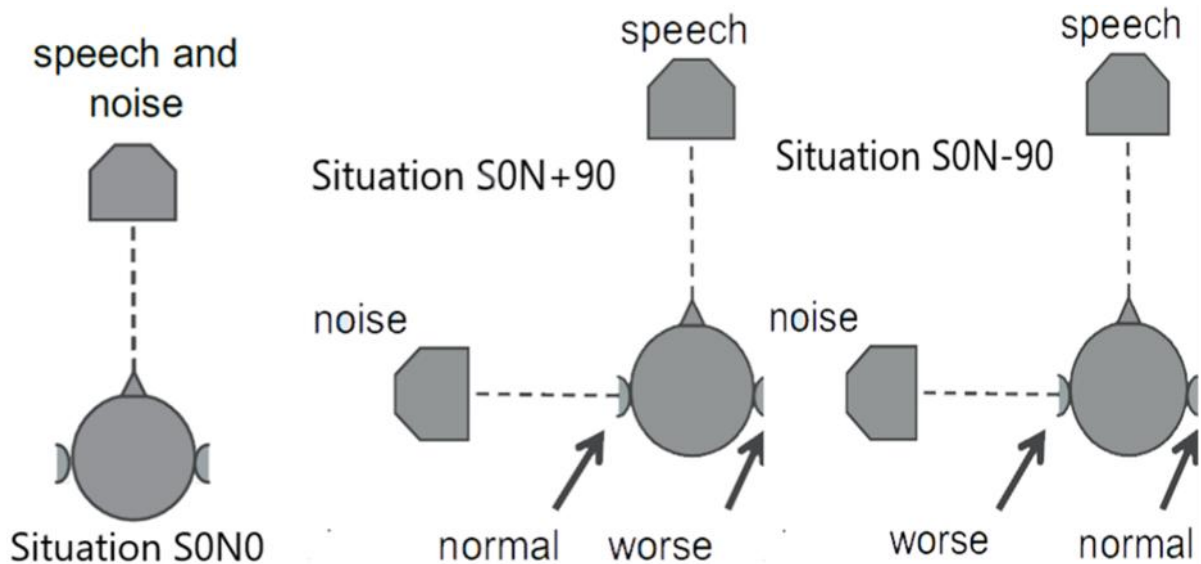 speech and
noise
Situation S0N0
speech
Situation S0N+90
noise
normal worse
speech
Situation S0N-90
noise
worse normal